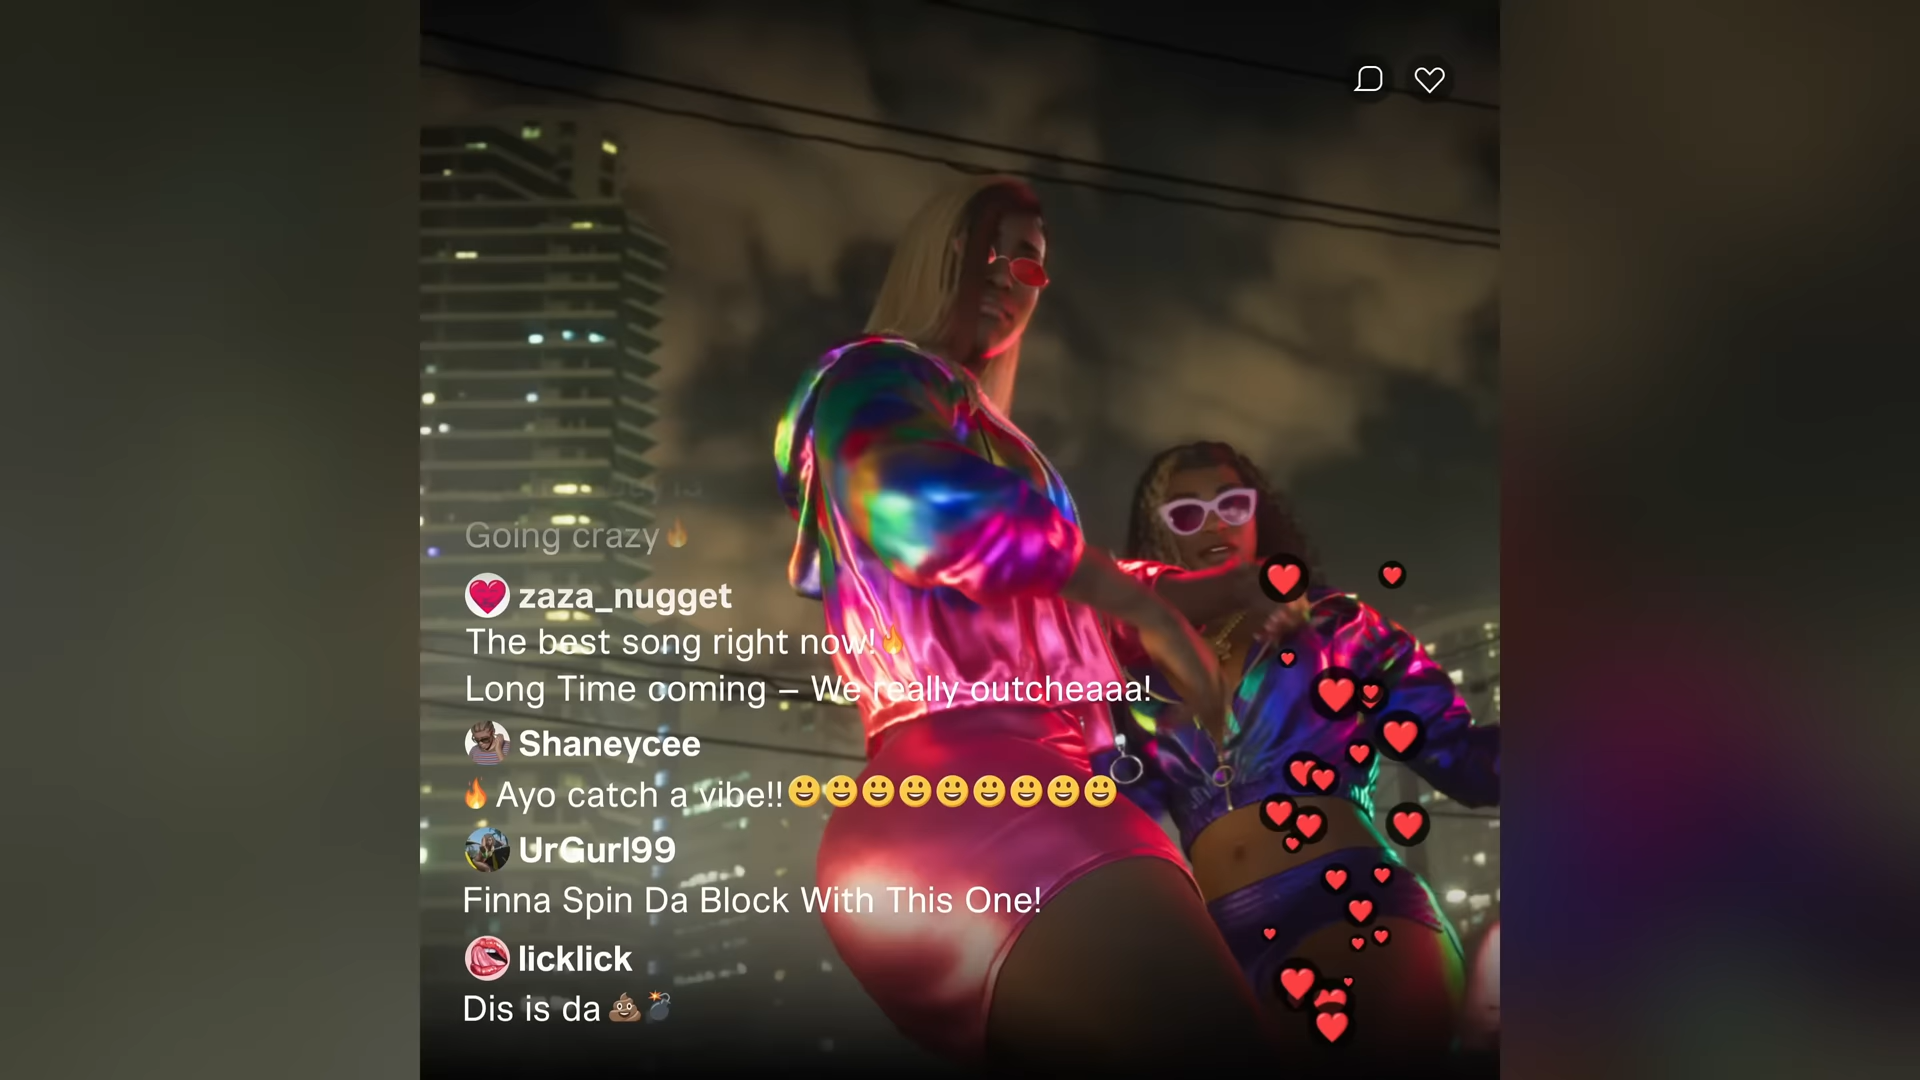 Going crazy🔥
zaza_nugget
The best song right now!🔥
Long Time coming – We really outcheaaa!
Shaneycee
🔥Ayo catch a vibe!!😀😀😀😀😀😀😀😀😀
UrGurl99
Finna Spin Da Block With This One!
licklick
Dis is da💩💣